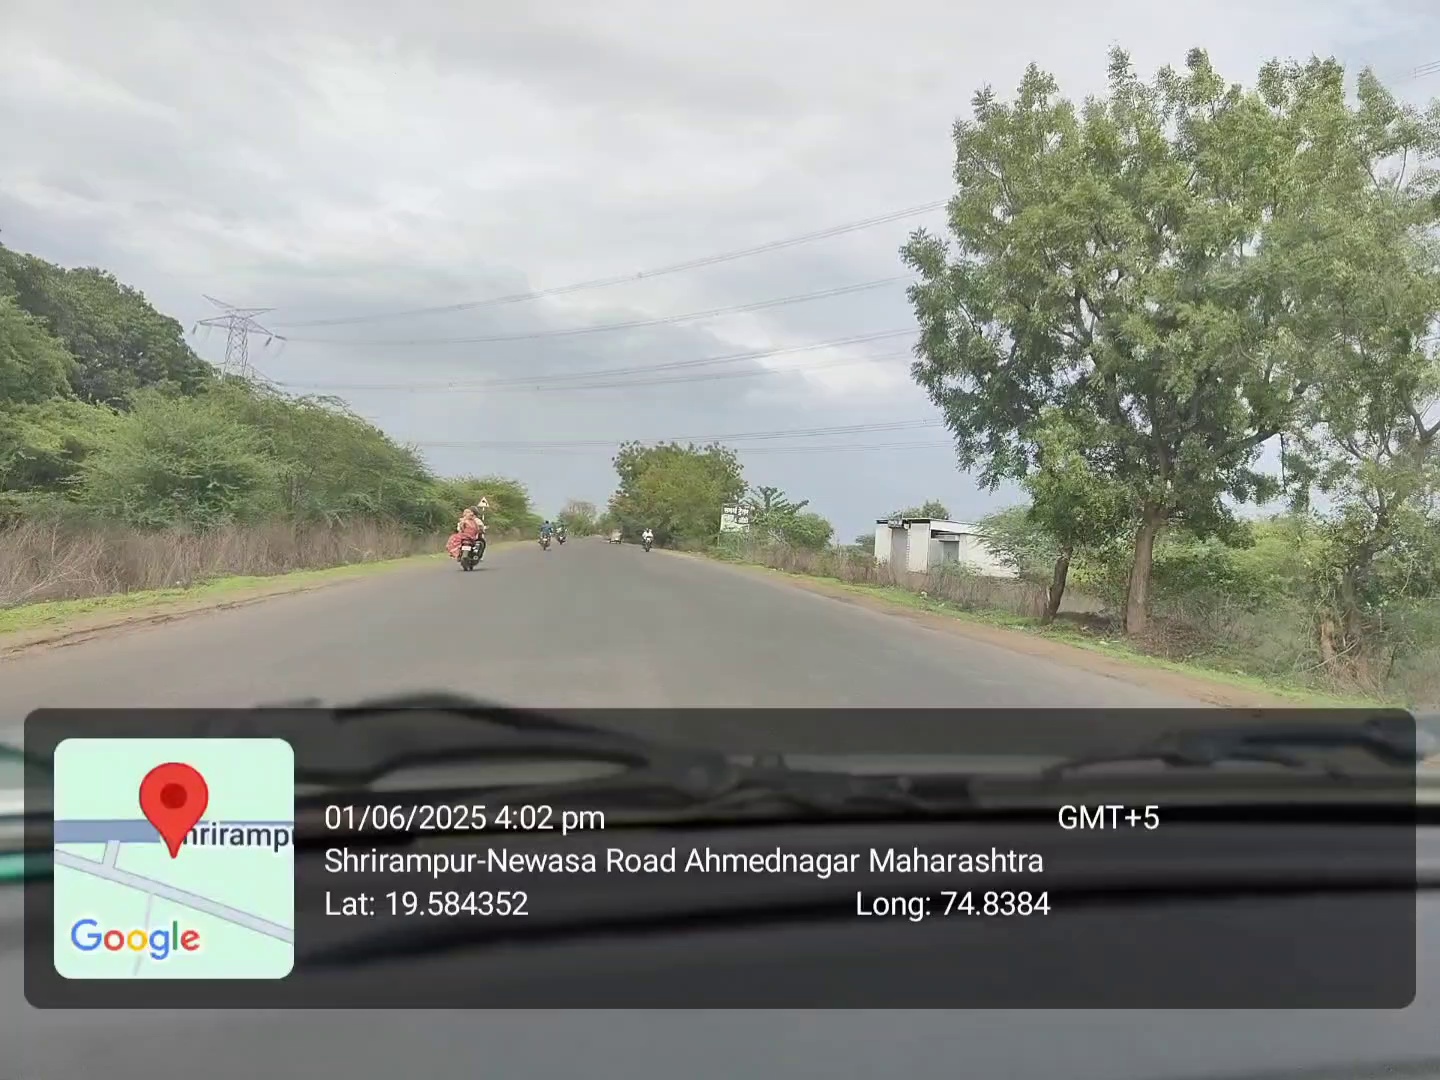 hrirampu
Google
01/06/2025 4:02 pm
GMT+5
Shrirampur-Newasa Road Ahmednagar Maharashtra
Lat: 19.584352
Long: 74.8384